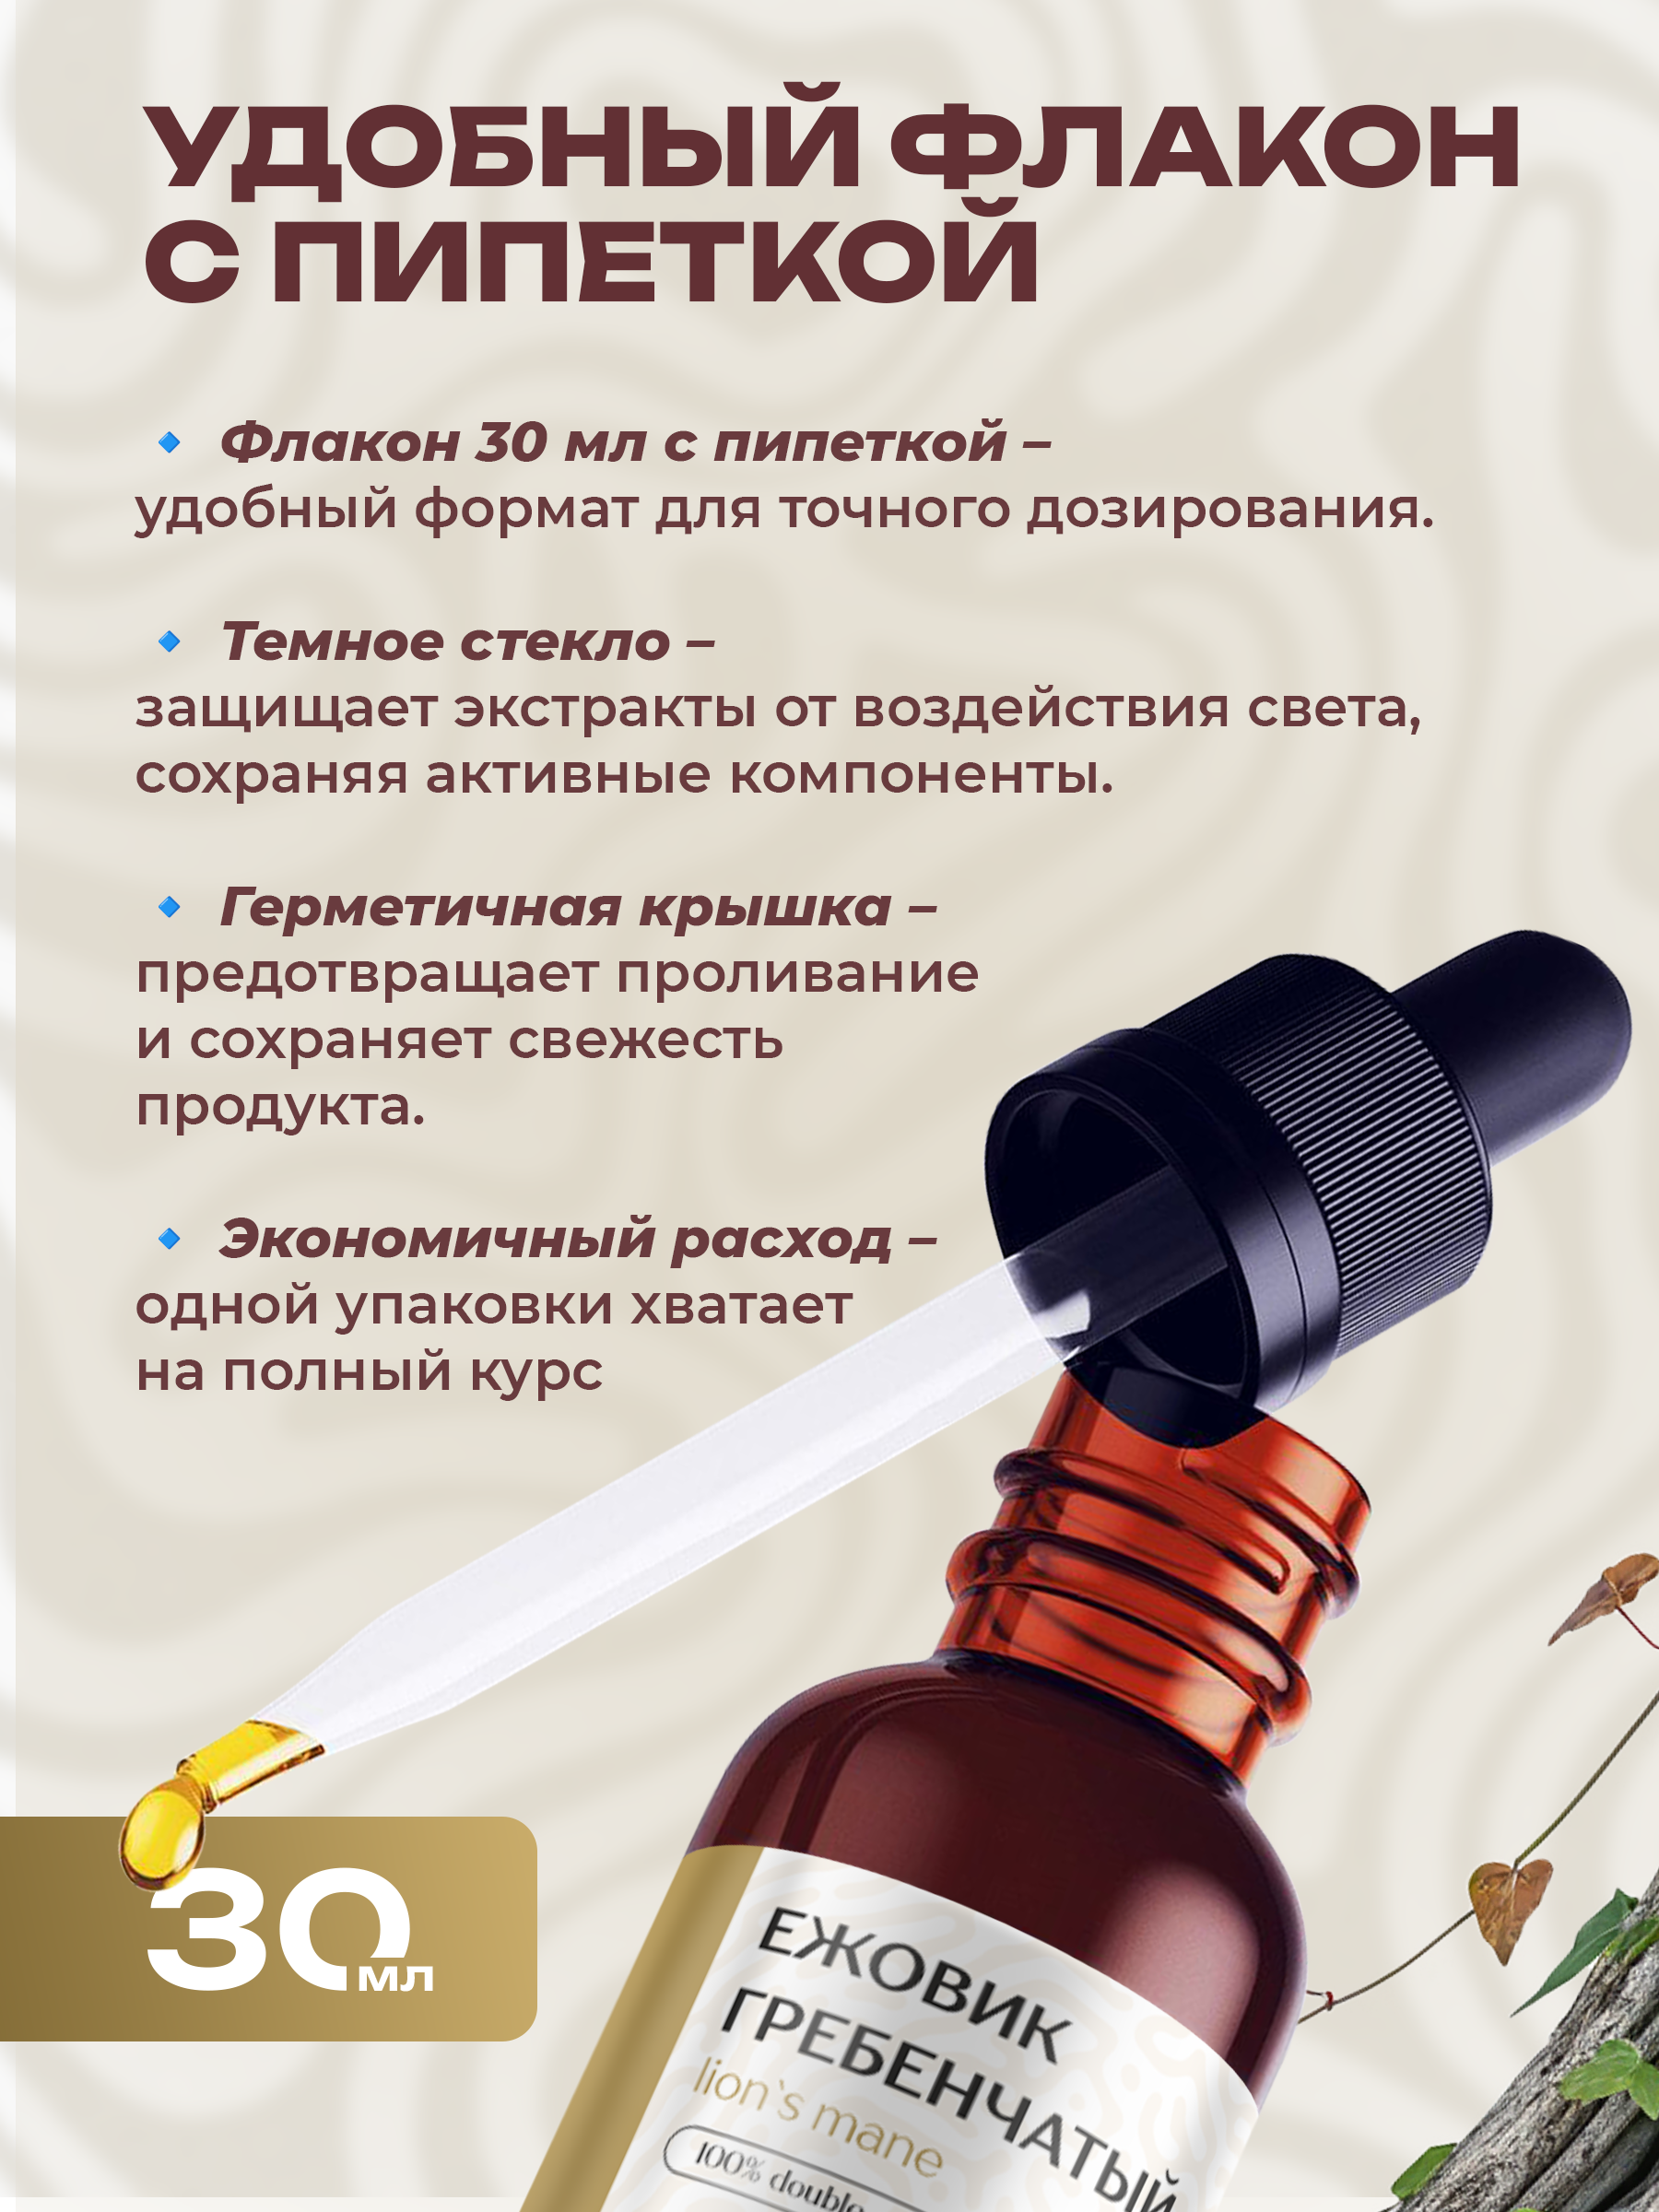 УДОБНЫЙ ФЛАКОН
С ПИПЕТКОЙ
🔹 Флакон 30 мл с пипеткой –
удобный формат для точного дозирования.
🔹 Темное стекло –
защищает экстракты от воздействия света,
сохраняя активные компоненты.
🔹 Герметичная крышка –
предотвращает проливание
и сохраняет свежесть
продукта.
🔹 Экономичный расход –
одной упаковки хватает
на полный курс
30 мл
ЕЖОВИК
ГРЕБЕНЧАТЫЙ
lion`s mane
100% double